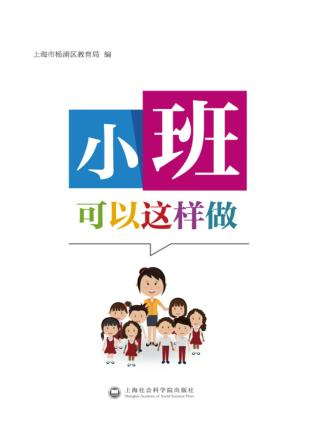 上海市杨浦区教育局 编
小班
可以这样做
上海社会科学院出版社
Shanghai Academy of Social Sciences Press